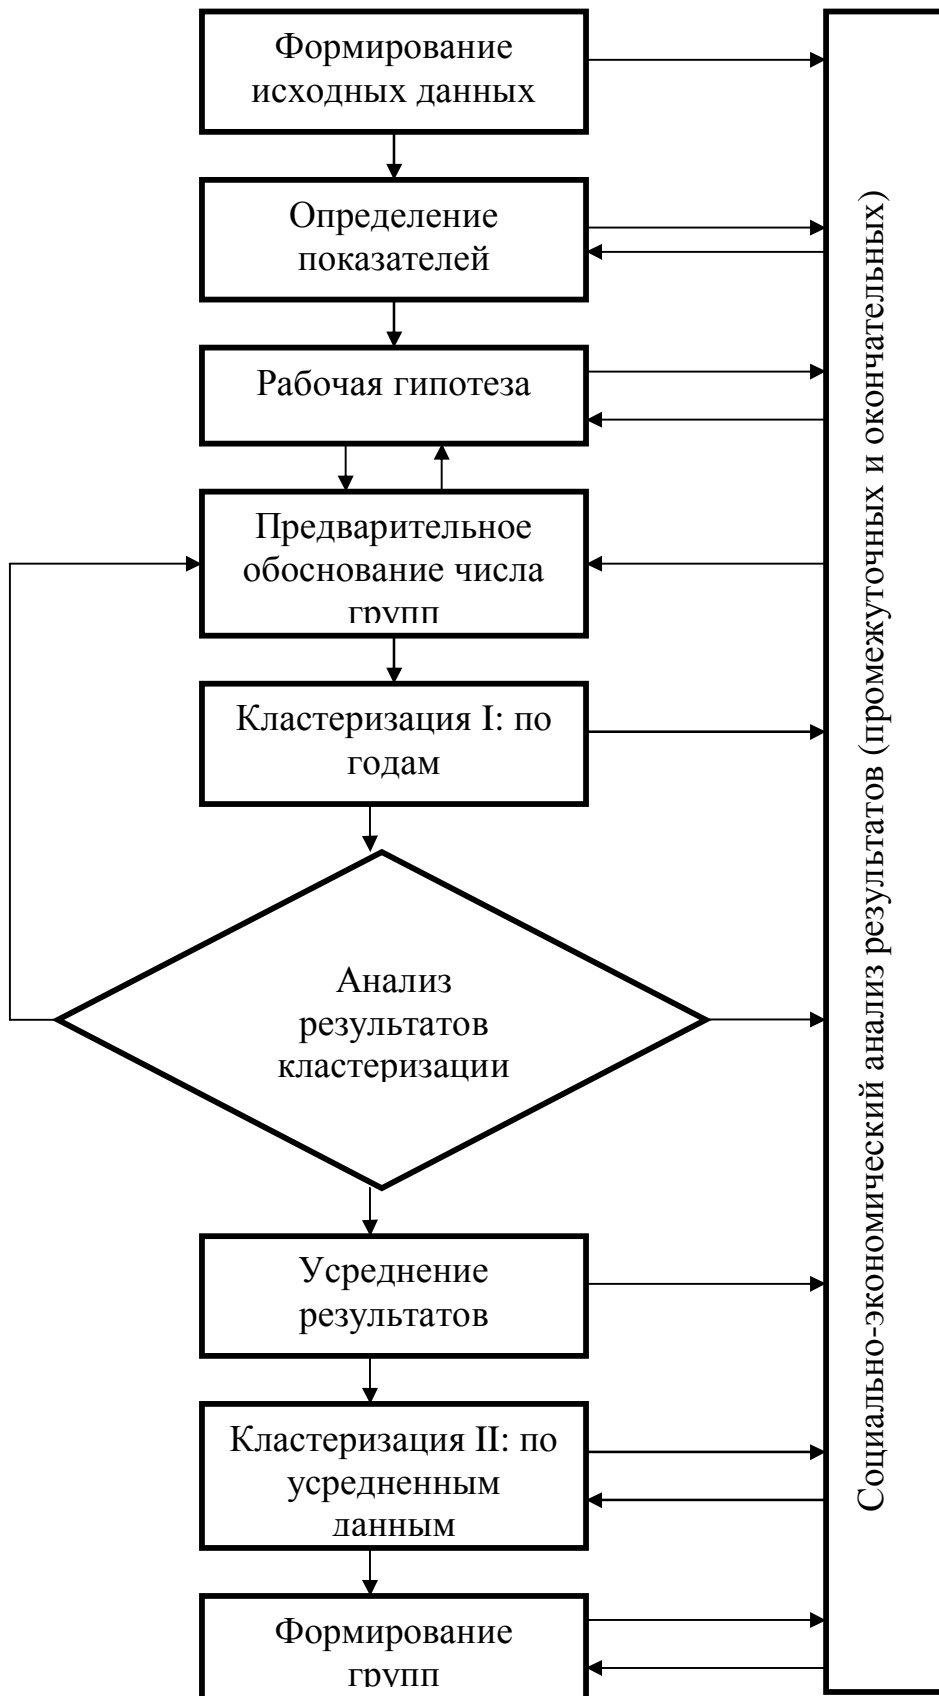 Формирование
исходных данных
Определение
показателей
Рабочая гипотеза
Предварительное
обоснование числа
групп
Кластеризация I: по
годам
Анализ
результатов
кластеризации
Усреднение
результатов
Кластеризация II: по
усредненным
данным
Формирование
групп
Социально-экономический анализ результатов (промежуточных и окончательных)